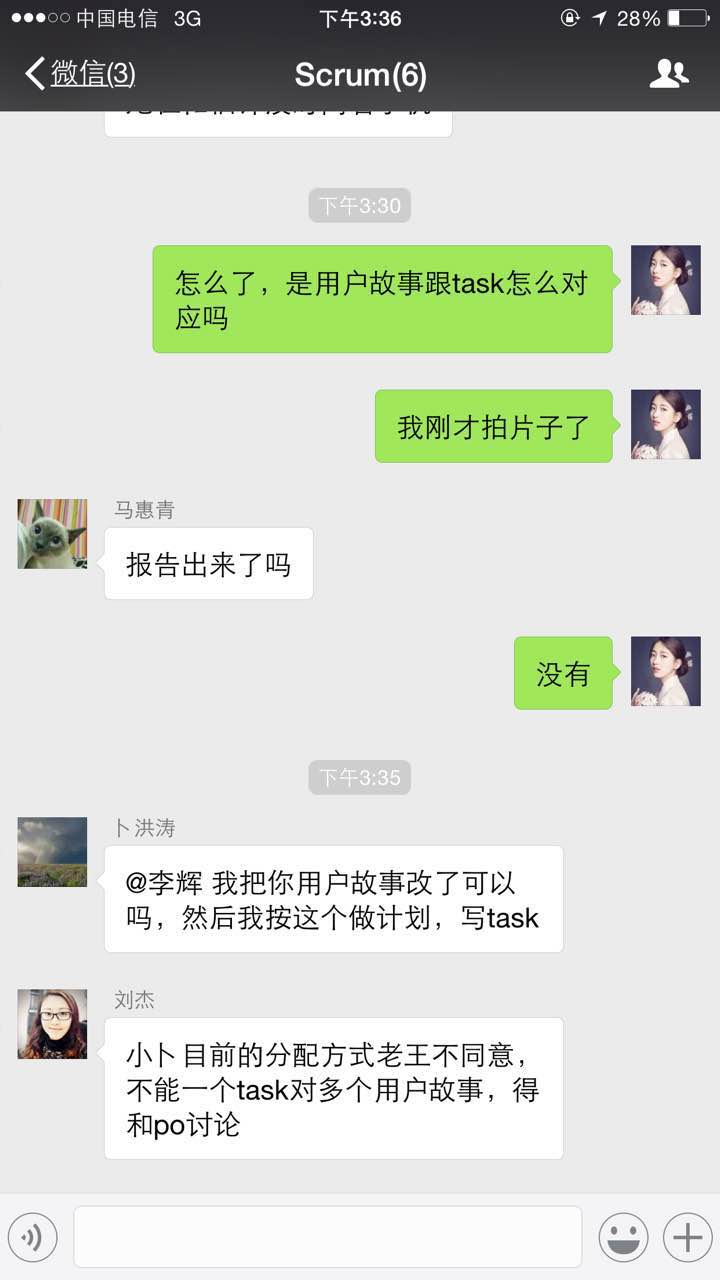 中国电信 3G 下午3:36 28%
微信(3) Scrum(6)
下午3:30
怎么了，是用户故事跟task怎么对
应吗
我刚才拍片子了
马惠青
报告出来了吗
没有
下午3:35
卜洪涛
@李辉 我把你用户故事改了可以
吗，然后我按这个做计划，写task
刘杰
小卜目前的分配方式老王不同意，
不能一个task对多个用户故事，得
和po讨论